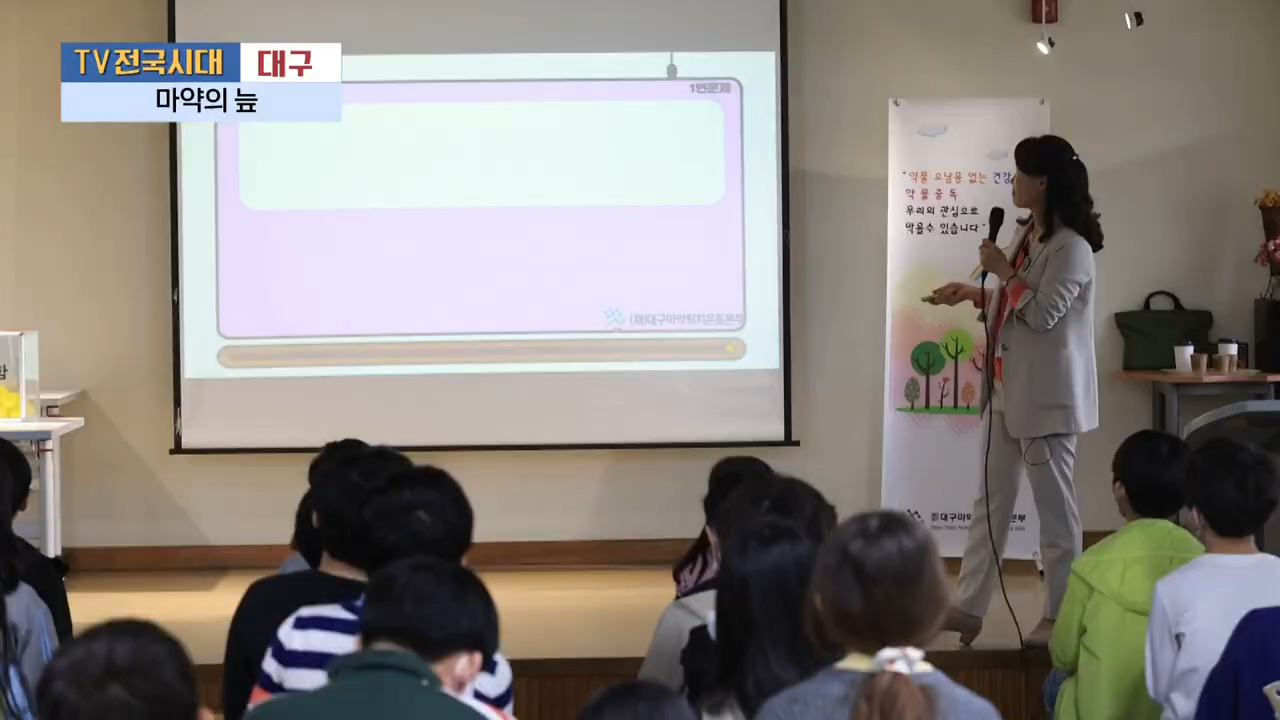 TV전국시대 대구
마약의 늪
1번문제
(재)대구마약퇴치운동본부
"약물 오남용 없는 건강
약물중독
우리의 관심으로
막을수 있습니다"